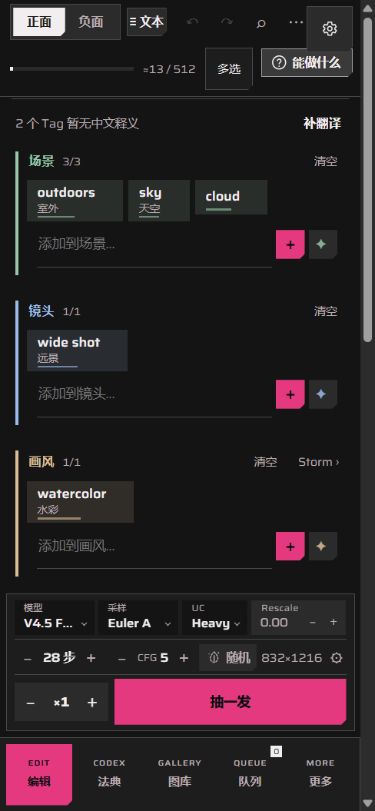 正面 负面 ☰ 文本
≈13 / 512 多选 ? 能做什么
2 个 Tag 暂无中文释义 补翻译
场景 3/3 清空
outdoors sky cloud
室外 天空
添加到场景... +
镜头 1/1 清空
wide shot
远景
添加到镜头... +
画风 1/1 清空 Storm ›
watercolor
水彩
添加到画风... +
模型 采样 UC Rescale
V4.5 F... Euler A Heavy 0.00 − +
− 28 步 + − CFG 5 + 随机 832×1216
− ×1 + 抽一发
EDIT CODEX GALLERY QUEUE 0 MORE
编辑 法典 图库 队列 更多